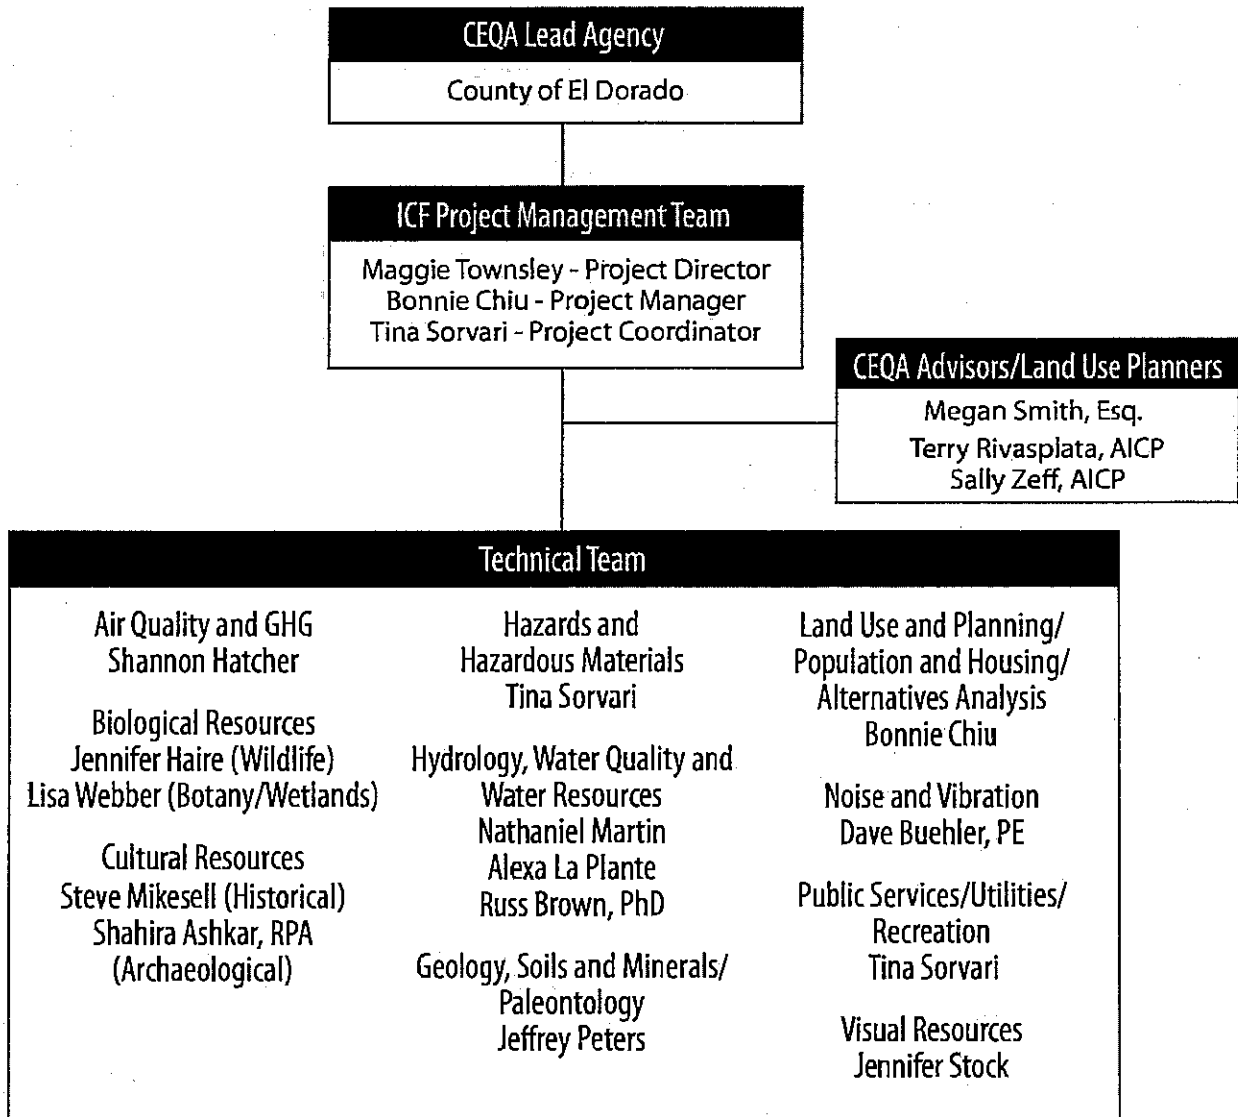 CEQA Lead Agency
County of El Dorado
ICF Project Management Team
Maggie Townsley - Project Director
Bonnie Chiu - Project Manager
Tina Sorvari - Project Coordinator
CEQA Advisors/Land Use Planners
Megan Smith, Esq.
Terry Rivasplata, AICP
Sally Zeff, AICP
Technical Team
Air Quality and GHG
Shannon Hatcher
Biological Resources
Jennifer Haire (Wildlife)
Lisa Webber (Botany/Wetlands)
Cultural Resources
Steve Mikesell (Historical)
Shahira Ashkar, RPA
(Archaeological)
Hazards and
Hazardous Materials
Tina Sorvari
Hydrology, Water Quality and
Water Resources
Nathaniel Martin
Alexa La Plante
Russ Brown, PhD
Geology, Soils and Minerals/
Paleontology
Jeffrey Peters
Land Use and Planning/
Population and Housing/
Alternatives Analysis
Bonnie Chiu
Noise and Vibration
Dave Buehler, PE
Public Services/Utilities/
Recreation
Tina Sorvari
Visual Resources
Jennifer Stock